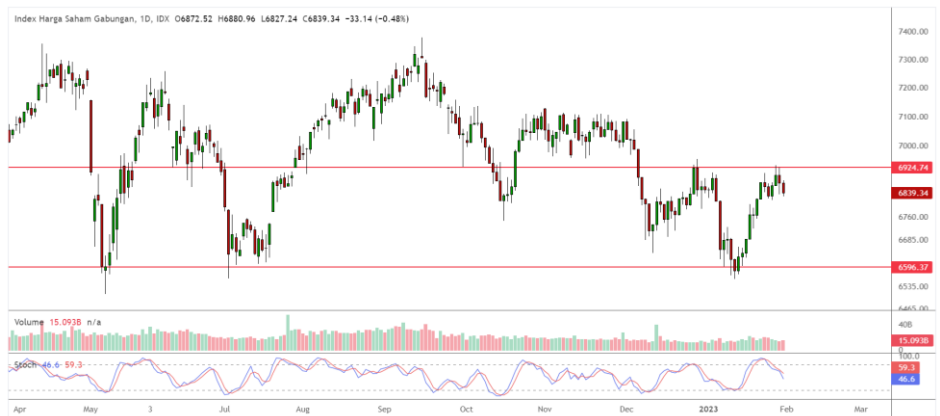 Index Harga Saham Gabungan, 1D, IDX O6872.52 H6880.96 L6827.24 C6839.34 −33.14 (−0.48%)
7400.00
7300.00
7200.00
7100.00
7000.00
6924.74
6839.34
6760.00
6685.00
6596.37
6535.00
6465.00
Volume 15.093B n/a
40B
15.093B
0
Stoch 46.6 59.3
100.0
59.3
46.6
Apr May 3 Jul Aug Sep Oct Nov Dec 2023 Feb Mar